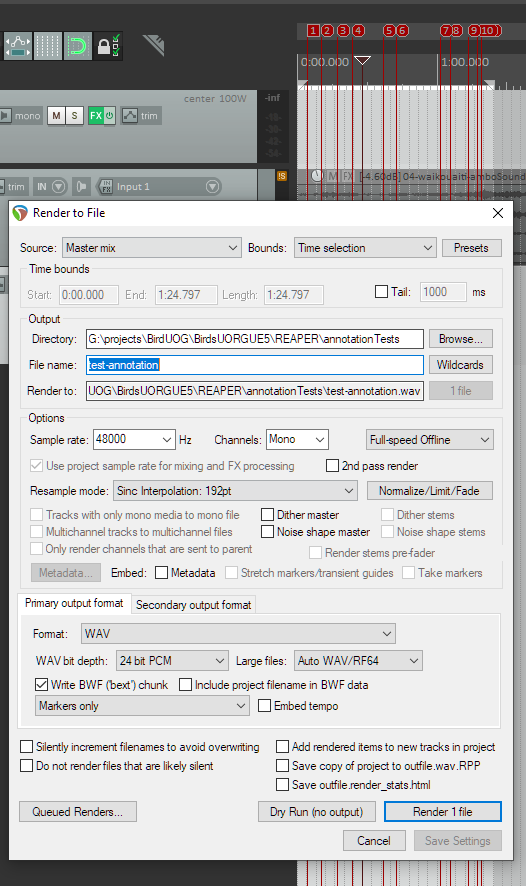 1 2 3 4 5 6 7 8 9 10
0:00.000 1:00.000
center 100W -inf
mono M S FX trim
-18-
-30-
-42-
trim IN FX Input 1
M FX [-4.60dB] 04-waikouaiti-amboSound
Render to File
Source: Master mix Bounds: Time selection Presets
Time bounds
Start: 0:00.000 End: 1:24.797 Length: 1:24.797 Tail: 1000 ms
Output
Directory: G:\projects\BirdUOG\BirdsUORGUE5\REAPER\annotationTests Browse...
File name: test-annotation Wildcards
Render to: UOG\BirdsUORGUE5\REAPER\annotationTests\test-annotation.wav 1 file
Options
Sample rate: 48000 Hz Channels: Mono Full-speed Offline
Use project sample rate for mixing and FX processing 2nd pass render
Resample mode: Sinc Interpolation: 192pt Normalize/Limit/Fade
Tracks with only mono media to mono file Dither master Dither stems
Multichannel tracks to multichannel files Noise shape master Noise shape stems
Only render channels that are sent to parent Render stems pre-fader
Metadata... Embed: Metadata Stretch markers/transient guides Take markers
Primary output format Secondary output format
Format: WAV
WAV bit depth: 24 bit PCM Large files: Auto WAV/RF64
Write BWF ('bext') chunk Include project filename in BWF data
Markers only Embed tempo
Silently increment filenames to avoid overwriting Add rendered items to new tracks in project
Do not render files that are likely silent Save copy of project to outfile.wav.RPP
Save outfile.render_stats.html
Queued Renders... Dry Run (no output) Render 1 file
Cancel Save Settings